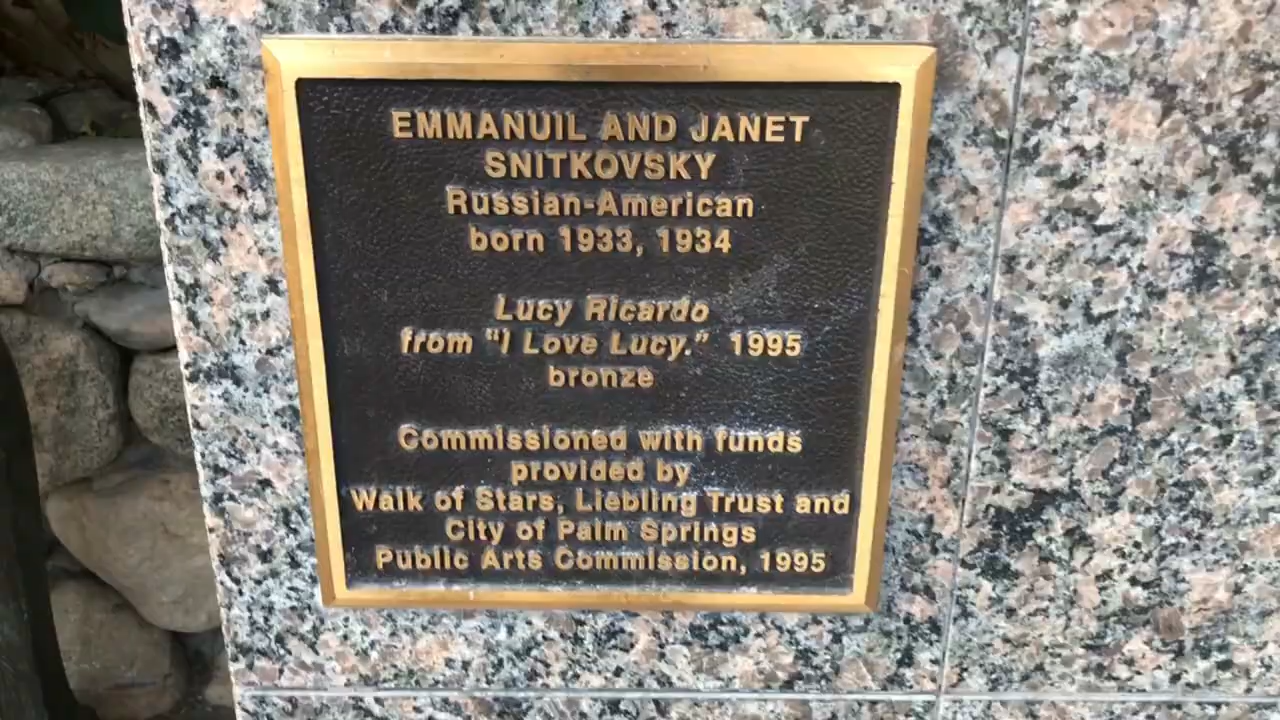 EMMANUIL AND JANET
SNITKOVSKY
Russian-American
born 1933, 1934
Lucy Ricardo
from "I Love Lucy." 1995
bronze
Commissioned with funds
provided by
Walk of Stars, Liebling Trust and
City of Palm Springs
Public Arts Commission, 1995